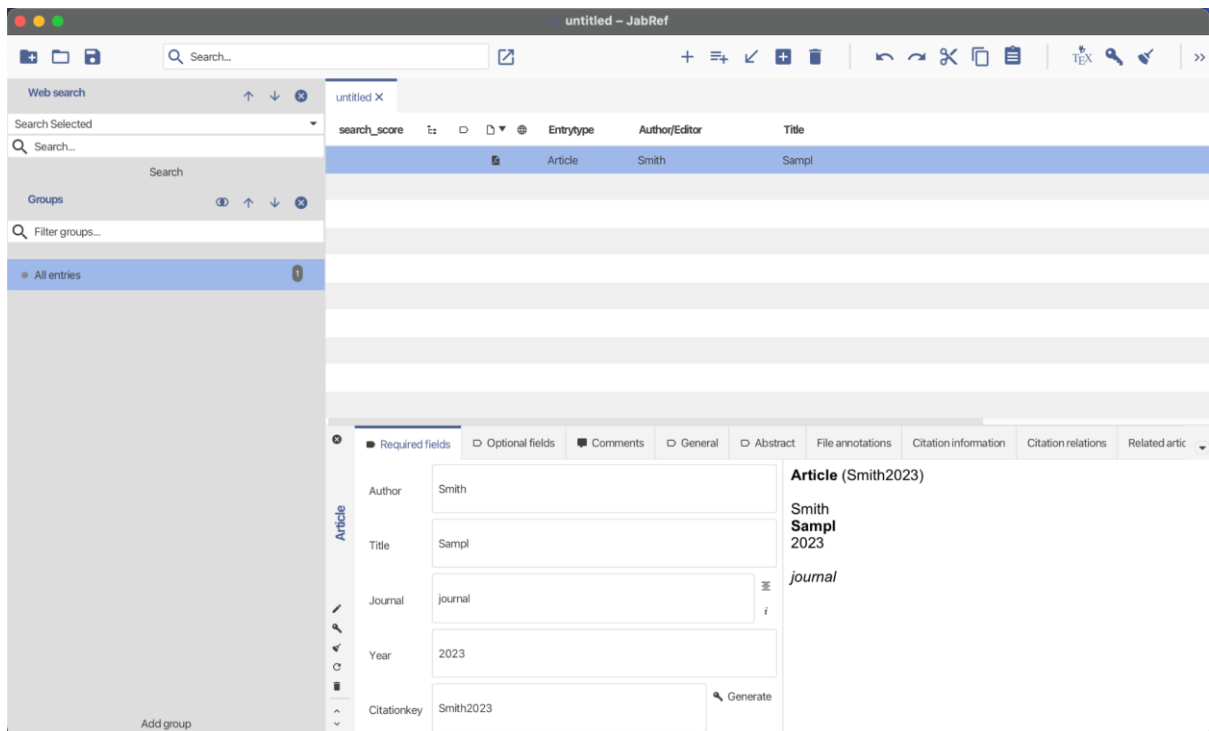 untitled – JabRef
Search...
TEX
Web search
Search Selected
Search...
Search
Groups
Filter groups...
All entries 1
Add group
untitled
search_score Entrytype Author/Editor Title
Article Smith Sampl
Required fields Optional fields Comments General Abstract File annotations Citation information Citation relations Related artic
Article
Author Smith
Title Sampl
Journal journal
i
Year 2023
Citationkey Smith2023 Generate
Article (Smith2023)
Smith
Sampl
2023
journal